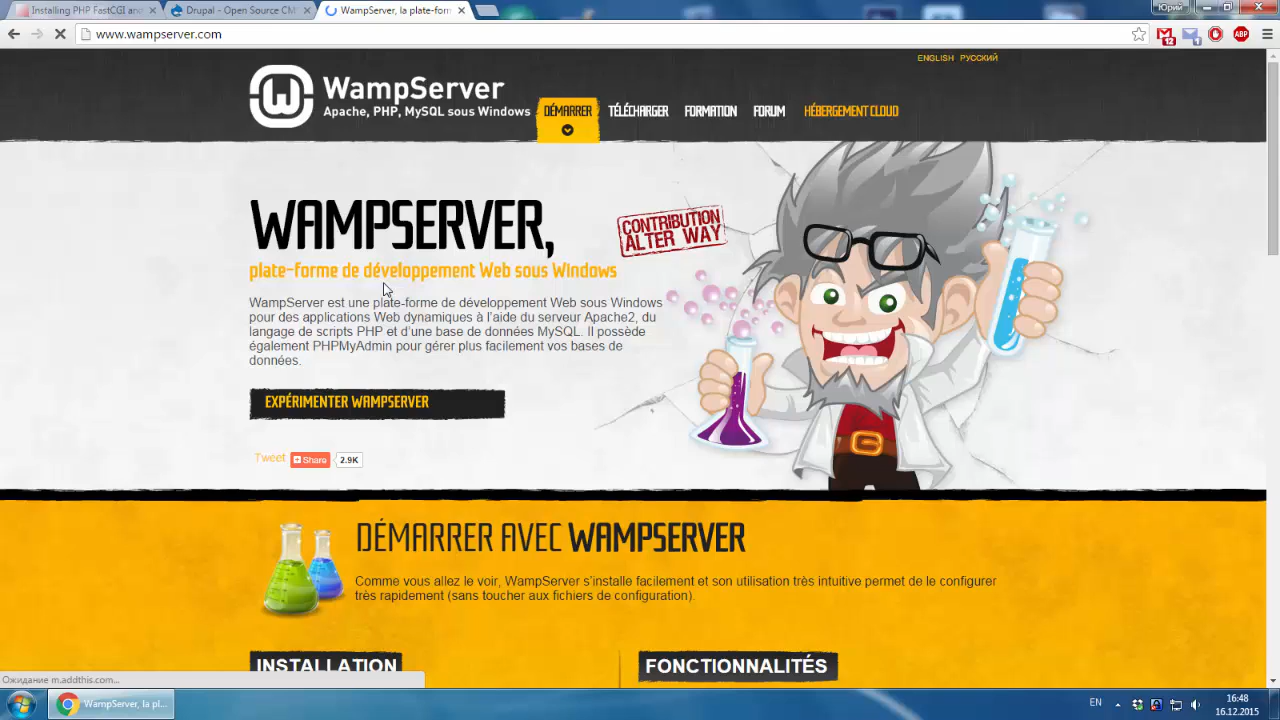 Installing PHP FastCGI an
Drupal - Open Source CM
WampServer, la plate-for
Юрий
www.wampserver.com
12
1
ABP
ENGLISH РУССКИЙ
WampServer
Apache, PHP, MySQL sous Windows
DÉMARRER
TÉLÉCHARGER
FORMATION
FORUM
HÉBERGEMENT CLOUD
WAMPSERVER,
plate-forme de développement Web sous Windows
CONTRIBUTION
ALTER WAY
WampServer est une plate-forme de développement Web sous Windows
pour des applications Web dynamiques à l'aide du serveur Apache2, du
langage de scripts PHP et d'une base de données MySQL. Il possède
également PHPMyAdmin pour gérer plus facilement vos bases de
données.
EXPÉRIMENTER WAMPSERVER
Tweet
Share
2.9K
DÉMARRER AVEC WAMPSERVER
Comme vous allez le voir, WampServer s'installe facilement et son utilisation très intuitive permet de le configurer
très rapidement (sans toucher aux fichiers de configuration).
INSTALLATION
FONCTIONNALITÉS
Ожидание m.addthis.com...
WampServer, la pl...
EN
16:48
16.12.2015